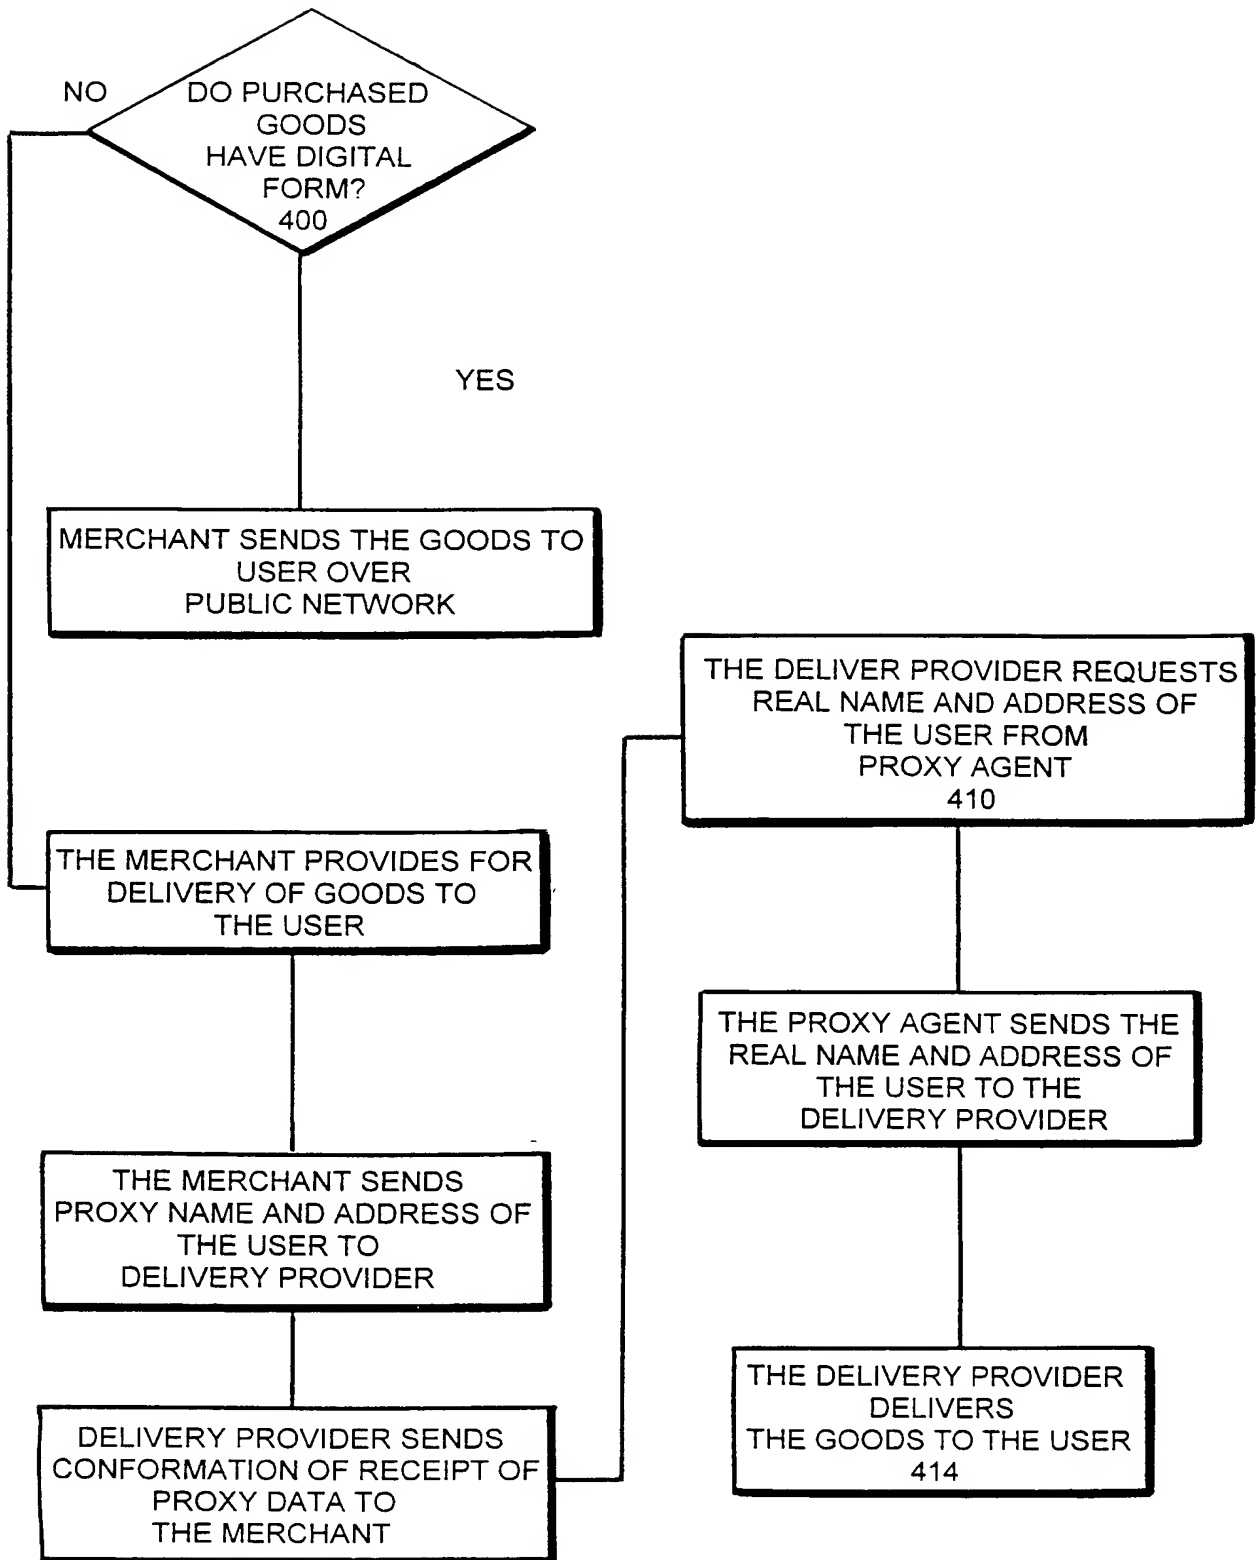 NO
DO PURCHASED
GOODS
HAVE DIGITAL
FORM?
400
YES
MERCHANT SENDS THE GOODS TO
USER OVER
PUBLIC NETWORK
THE MERCHANT PROVIDES FOR
DELIVERY OF GOODS TO
THE USER
THE MERCHANT SENDS
PROXY NAME AND ADDRESS OF
THE USER TO
DELIVERY PROVIDER
DELIVERY PROVIDER SENDS
CONFORMATION OF RECEIPT OF
PROXY DATA TO
THE MERCHANT
THE DELIVER PROVIDER REQUESTS
REAL NAME AND ADDRESS OF
THE USER FROM
PROXY AGENT
410
THE PROXY AGENT SENDS THE
REAL NAME AND ADDRESS OF
THE USER TO THE
DELIVERY PROVIDER
THE DELIVERY PROVIDER
DELIVERS
THE GOODS TO THE USER
414